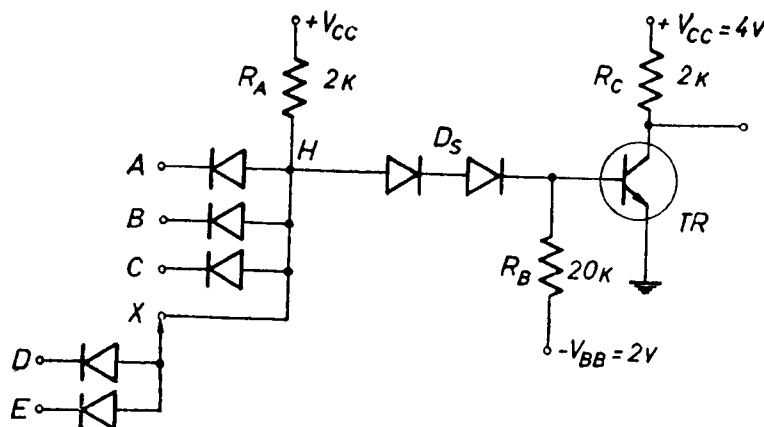 +V_CC
+ V_CC = 4V
R_A 2K
R_C 2K
A
H
D_S
B
TR
C
R_B 20K
X
D
-V_BB = 2V
E